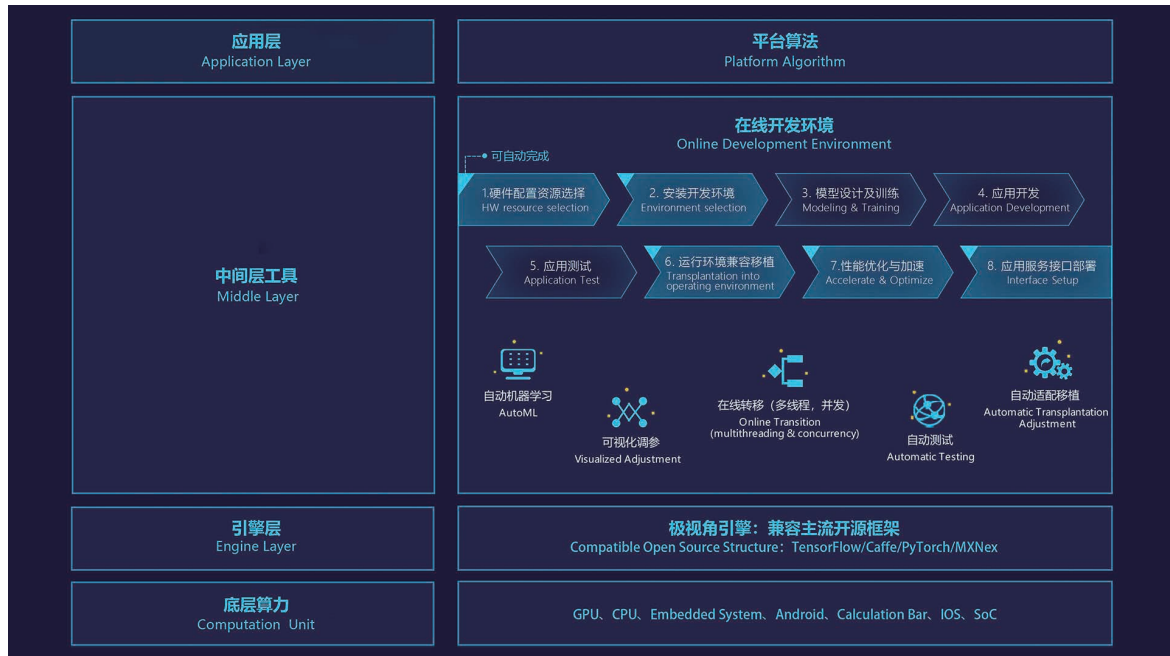 应用层
Application Layer
平台算法
Platform Algorithm
中间层工具
Middle Layer
在线开发环境
Online Development Environment
可自动完成
1.硬件配置资源选择
HW resource selection
2. 安装开发环境
Environment selection
3. 模型设计及训练
Modeling & Training
4. 应用开发
Application Development
5. 应用测试
Application Test
6. 运行环境兼容移植
Transplantation into
operating environment
7.性能优化与加速
Accelerate & Optimize
8. 应用服务接口部署
Interface Setup
自动机器学习
AutoML
可视化调参
Visualized Adjustment
在线转移（多线程，并发）
Online Transition
(multithreading & concurrency)
自动测试
Automatic Testing
自动适配移植
Automatic Transplantation
Adjustment
引擎层
Engine Layer
极视角引擎：兼容主流开源框架
Compatible Open Source Structure：TensorFlow/Caffe/PyTorch/MXNex
底层算力
Computation Unit
GPU、CPU、Embedded System、Android、Calculation Bar、IOS、SoC